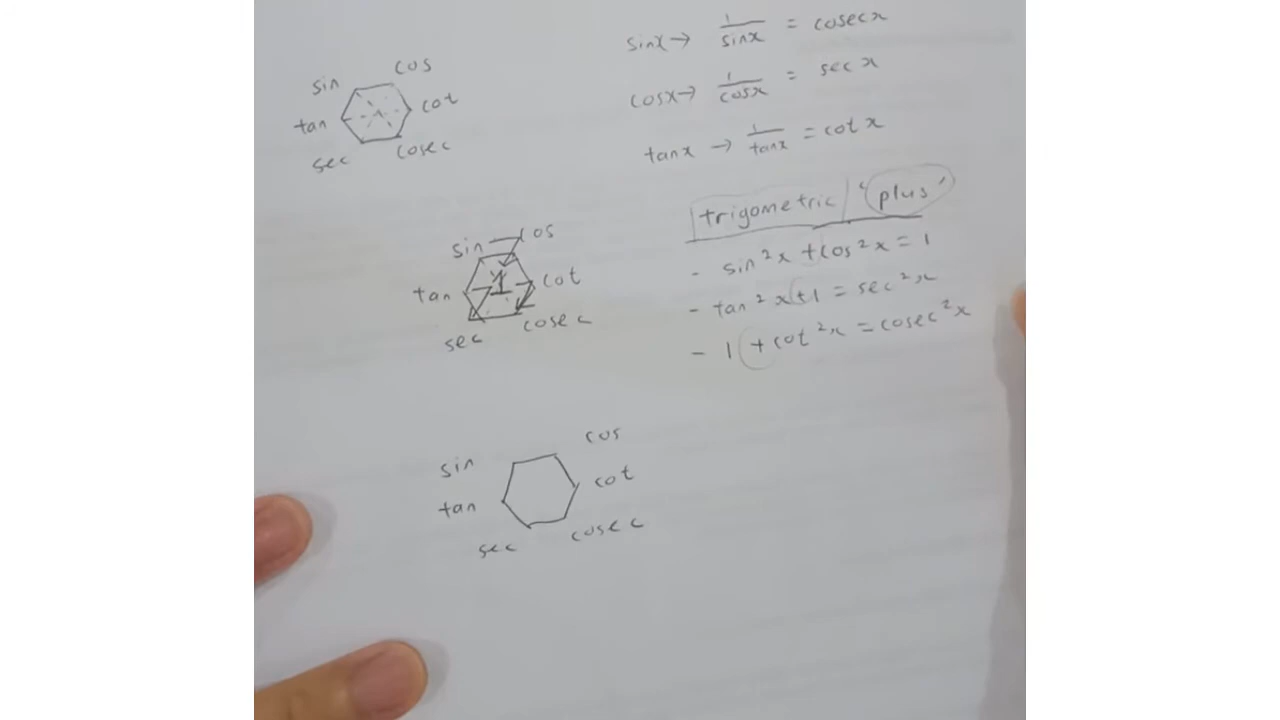 sin cos
tan cot
sec cosec
sinx → 1/sinx = cosecx
cosx → 1/cosx = sec x
tanx → 1/tanx = cot x
trigometric 'plus'
- sin²x + cos²x = 1
- tan²x + 1 = sec²x
- 1 + cot²x = cosec²x
sin cos
tan 1 cot
sec cosec
sin cos
tan cot
sec cosec